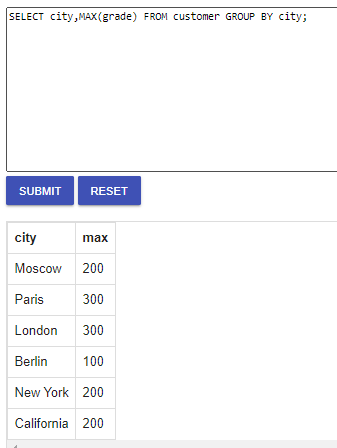 SELECT city,MAX(grade) FROM customer GROUP BY city;
SUBMIT RESET
city max
Moscow 200
Paris 300
London 300
Berlin 100
New York 200
California 200